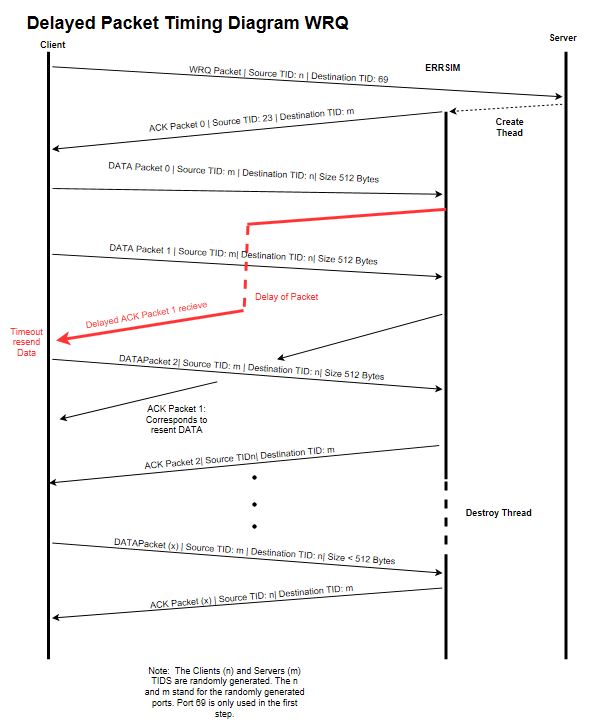 Delayed Packet Timing Diagram WRQ
Client
Server
ERRSIM
WRQ Packet | Source TID: n | Destination TID: 69
Create
Thead
ACK Packet 0 | Source TID: 23 | Destination TID: m
DATA Packet 0 | Source TID: m | Destination TID: n| Size 512 Bytes
DATA Packet 1 | Source TID: m| Destination TID: n| Size 512 Bytes
Delay of Packet
Delayed ACK Packet 1 recieve
Timeout
resend
Data
DATAPacket 2| Source TID: m | Destination TID: n| Size 512 Bytes
ACK Packet 1:
Corresponds to
resent DATA
ACK Packet 2| Source TIDn| Destination TID: m
Destroy Thread
DATAPacket (x) | Source TID: m | Destination TID: n| Size < 512 Bytes
ACK Packet (x) | Source TID: n| Destination TID: m
Note: The Clients (n) and Servers (m)
TIDS are randomly generated. The n
and m stand for the randomly generated
ports. Port 69 is only used in the first
step.